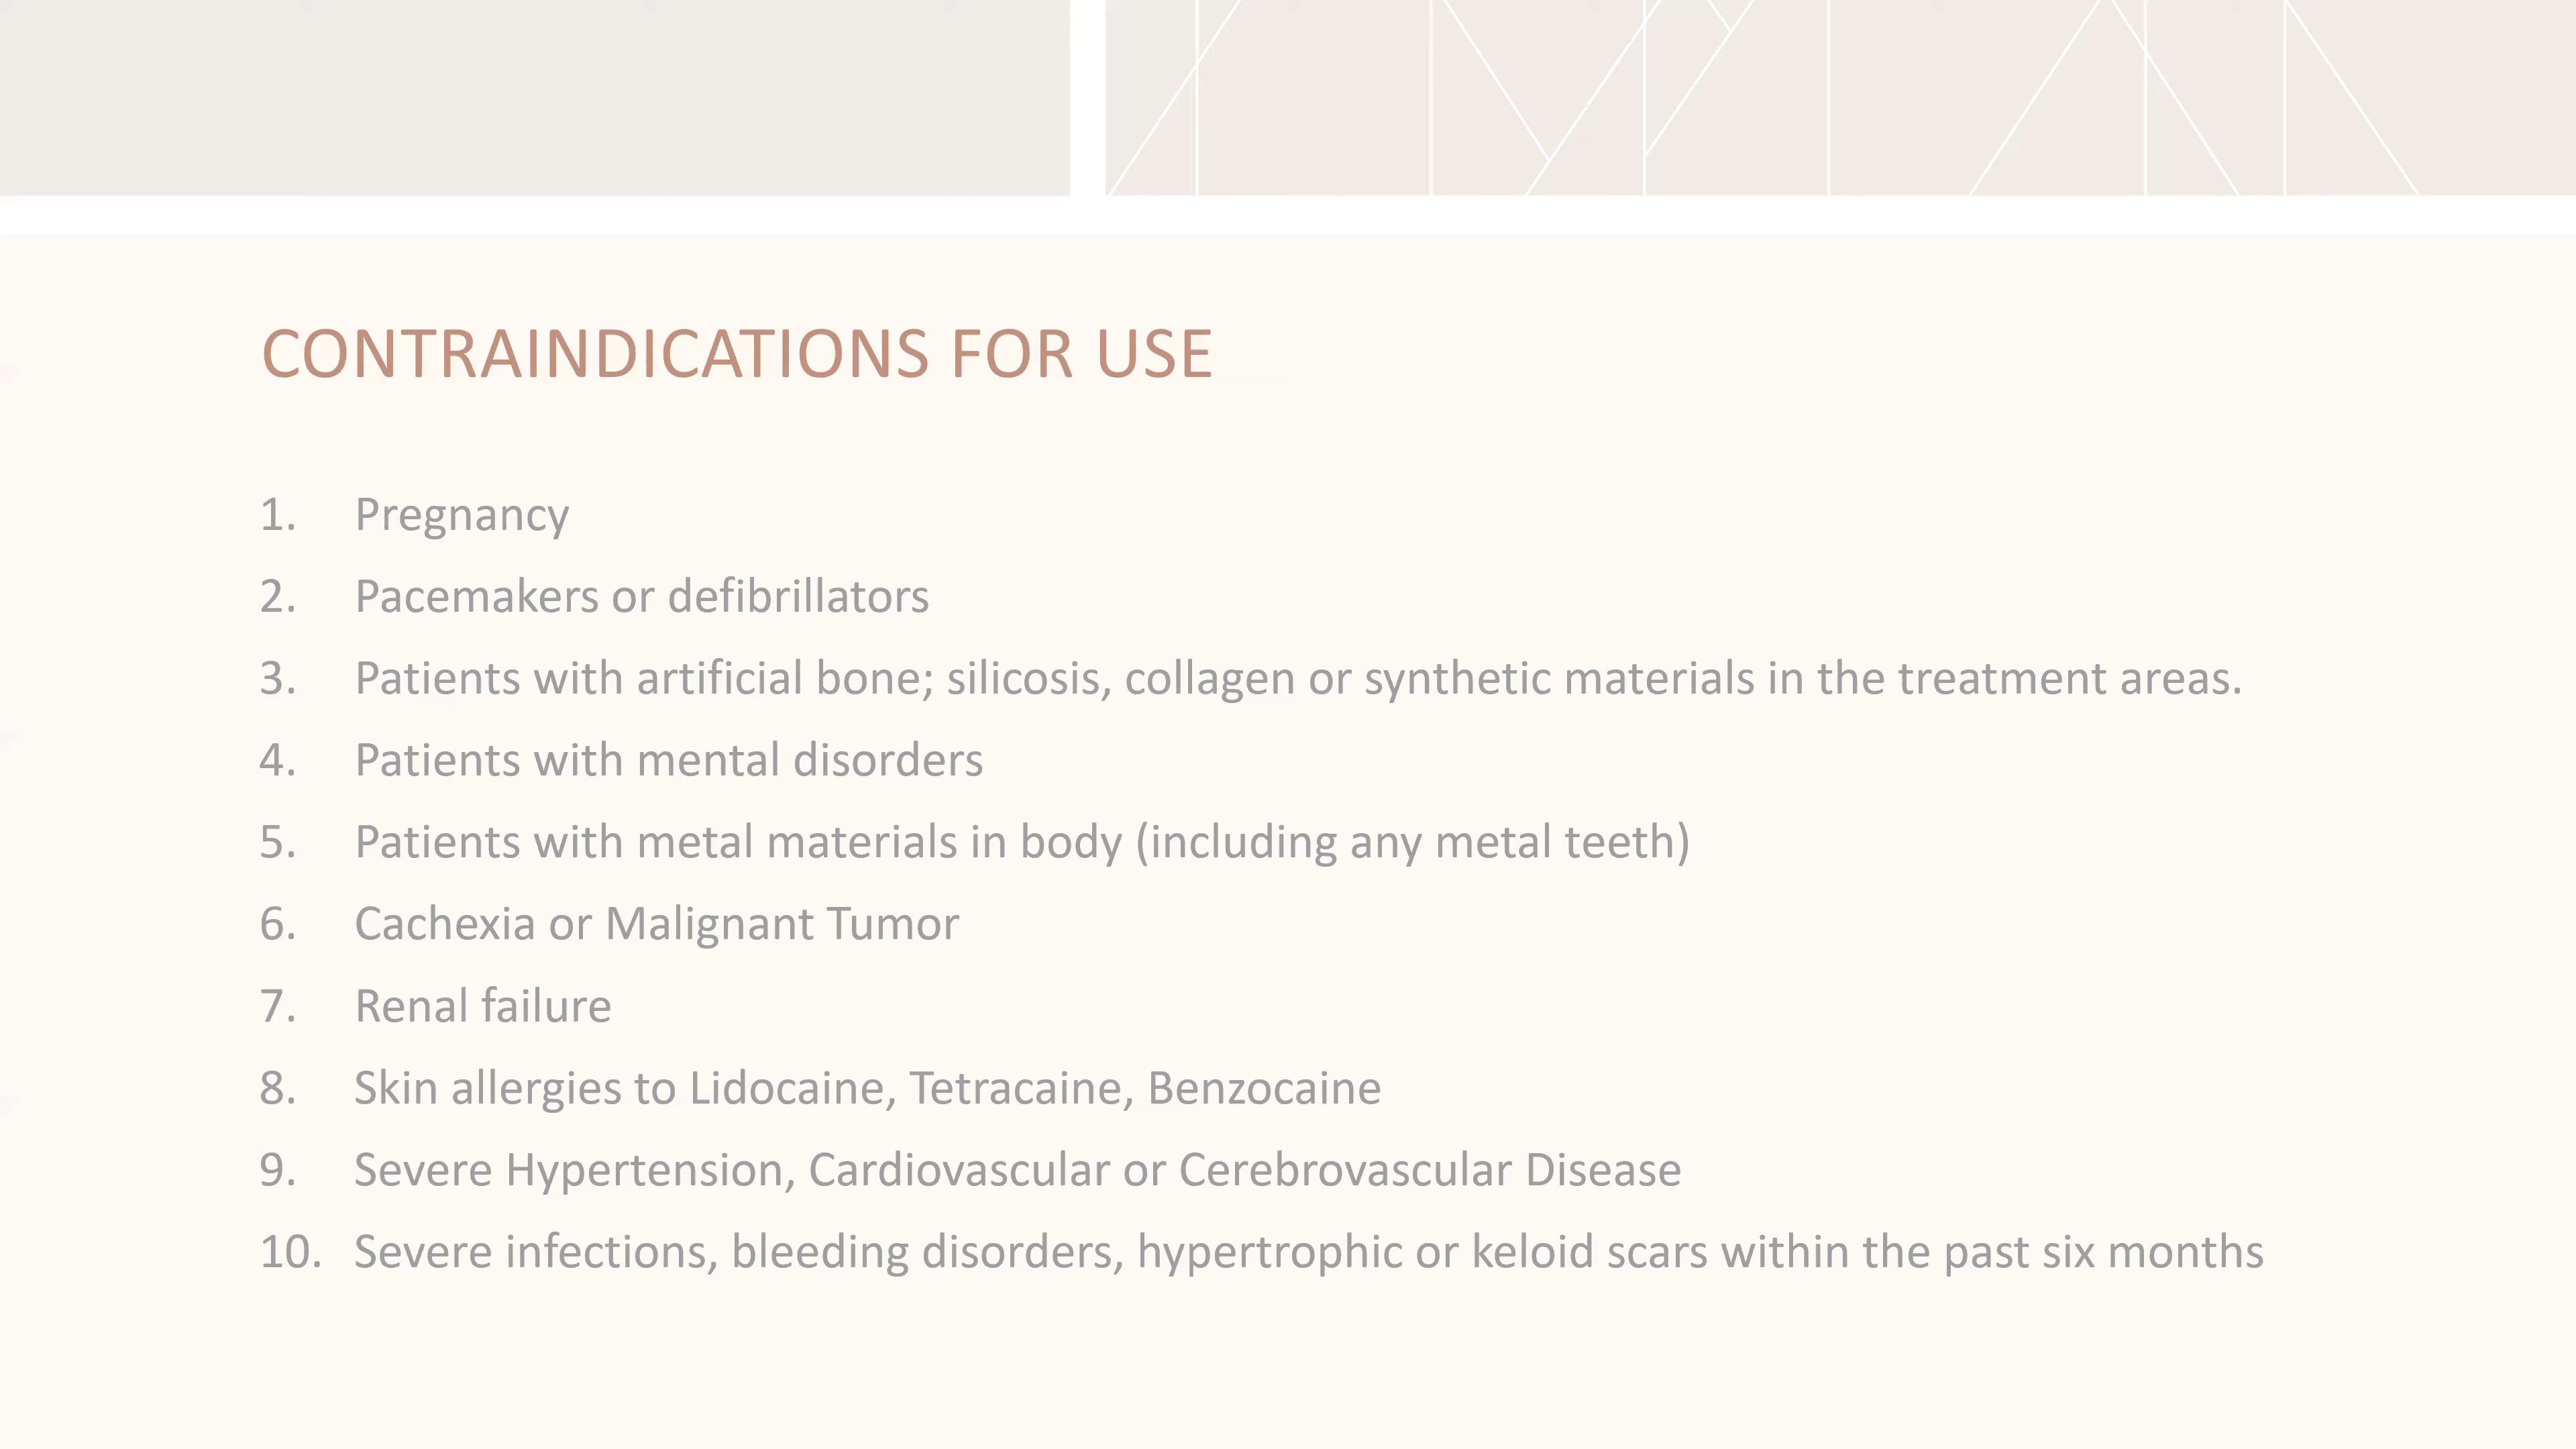 CONTRAINDICATIONS FOR USE
1. Pregnancy
2. Pacemakers or defibrillators
3. Patients with artificial bone; silicosis, collagen or synthetic materials in the treatment areas.
4. Patients with mental disorders
5. Patients with metal materials in body (including any metal teeth)
6. Cachexia or Malignant Tumor
7. Renal failure
8. Skin allergies to Lidocaine, Tetracaine, Benzocaine
9. Severe Hypertension, Cardiovascular or Cerebrovascular Disease
10. Severe infections, bleeding disorders, hypertrophic or keloid scars within the past six months